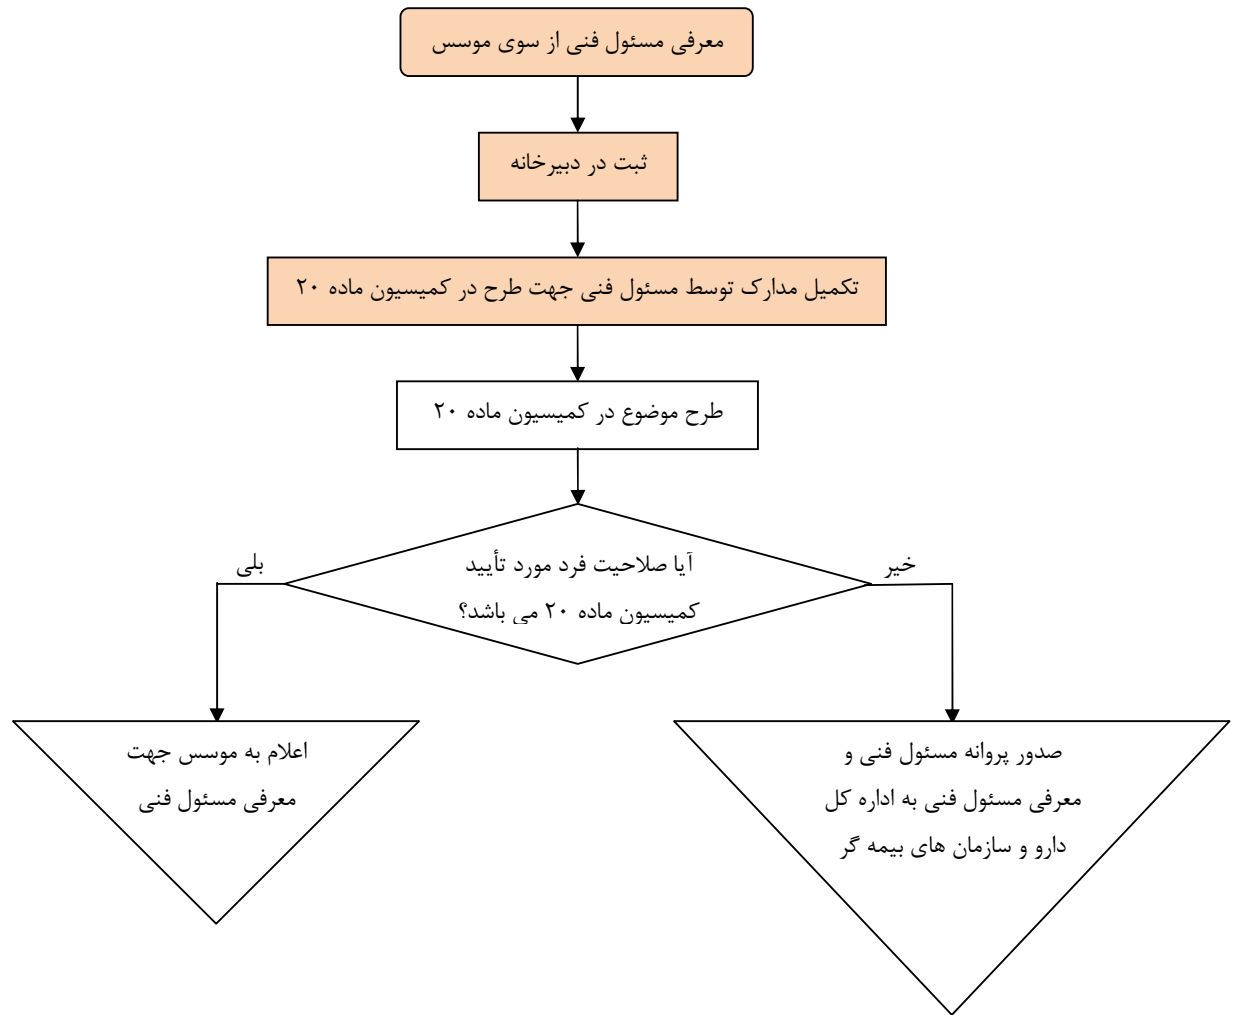 معرفی مسئول فنی از سوی موسس
ثبت در دبیرخانه
تکمیل مدارک توسط مسئول فنی جهت طرح در کمیسیون ماده ۲۰
طرح موضوع در کمیسیون ماده ۲۰
آیا صلاحیت فرد مورد تأیید
کمیسیون ماده ۲۰ می باشد؟
خیر
بلی
صدور پروانه مسئول فنی و
معرفی مسئول فنی به اداره کل
دارو و سازمان های بیمه گر
اعلام به موسس جهت
معرفی مسئول فنی